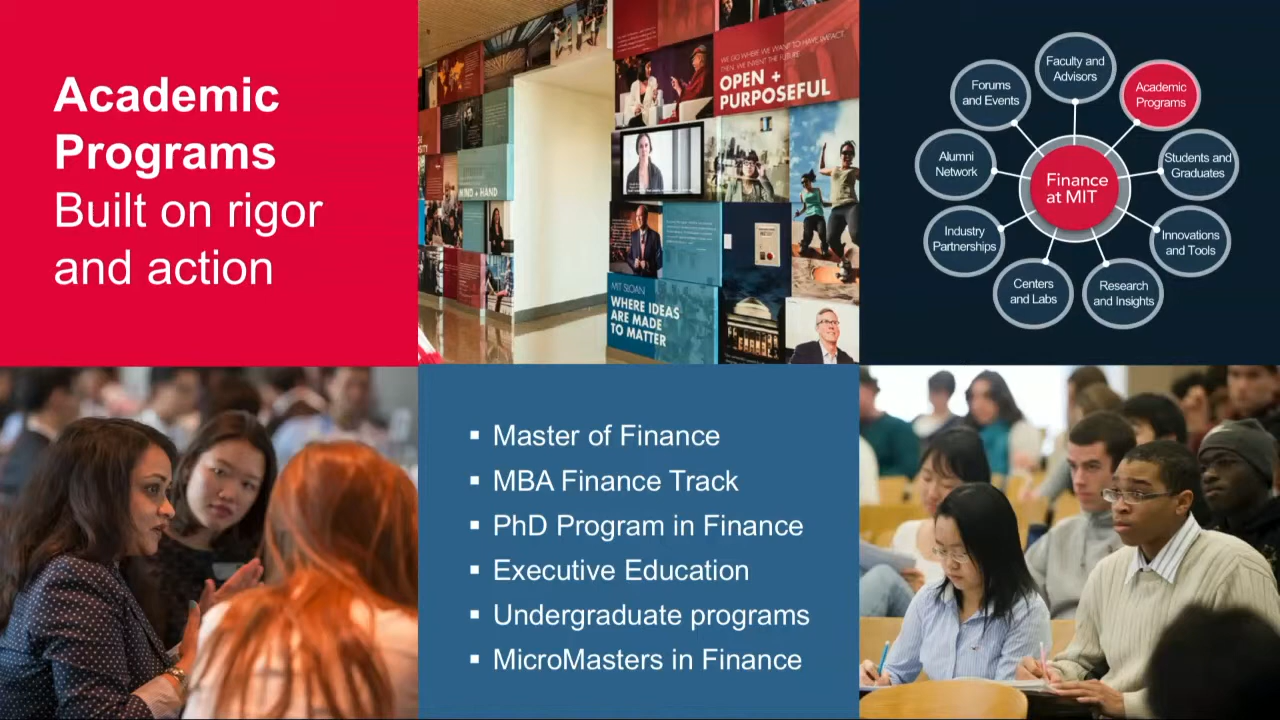 Academic
Programs
Built on rigor
and action
WE GO WHERE WE WANT TO HAVE IMPACT.
THEN, WE INVENT THE FUTURE.
OPEN +
PURPOSEFUL
MIND + HAND
MIT SLOAN
WHERE IDEAS
ARE MADE
TO MATTER
Faculty and
Advisors
Forums
and Events
Academic
Programs
Alumni
Network
Students and
Graduates
Finance
at MIT
Industry
Partnerships
Innovations
and Tools
Centers
and Labs
Research
and Insights
▪ Master of Finance
▪ MBA Finance Track
▪ PhD Program in Finance
▪ Executive Education
▪ Undergraduate programs
▪ MicroMasters in Finance